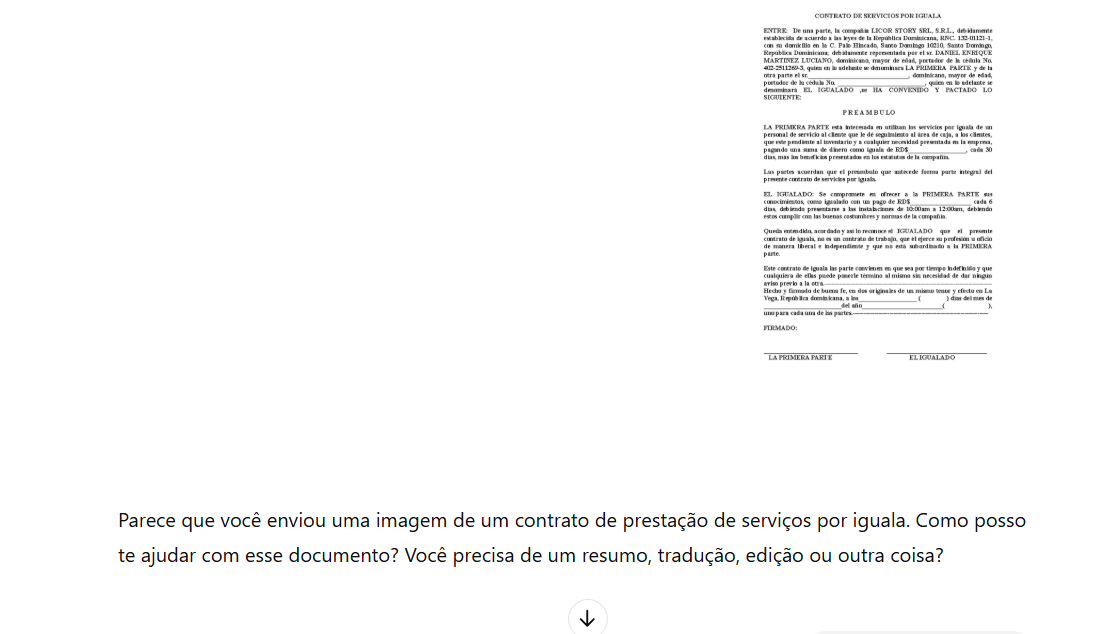 CONTRATO DE SERVICIOS POR IGUALA
ENTRE: De una parte, la compañía LICOR STORY SRL, S.R.L., debidamente
establecida de acuerdo a las leyes de la República Dominicana, RNC. 132-01121-1,
con su domicilio en la C. Palo Hincado, Santo Domingo 10210, Santo Domingo,
República Dominicana; debidamente representada por el sr. DANIEL ENRIQUE
MARTINEZ LUCIANO, dominicano, mayor de edad, portador de la cédula No.
402-2511269-3, quien en lo adelante se denominara LA PRIMERA PARTE y de la
otra parte el sr.___________________________, dominicano, mayor de edad,
portador de la cédula No. ________________________, quien en lo adelante se
denominará EL IGUALADO ,se HA CONVENIDO Y PACTADO LO
SIGUIENTE:
PREAMBULO
LA PRIMERA PARTE está interesada en utilizan los servicios por iguala de un
personal de servicio al cliente que le dé seguimiento al área de caja, a los clientes,
que este pendiente al inventario y a cualquier necesidad presentada en la empresa,
pagando una suma de dinero como iguala de RD$________________, cada 30
días, más los beneficios presentados en los estatutos de la compañía.
Las partes acuerdan que el preámbulo que antecede forma parte integral del
presente contrato de servicios por iguala.
EL IGUALADO: Se compromete en ofrecer a la PRIMERA PARTE sus
conocimientos, como igualado con un pago de RD$________________ cada 6
días, debiendo presentarse a las instalaciones de 10:00am a 12:00am, debiendo
estos cumplir con las buenas costumbres y normas de la compañía.
Queda entendido, acordado y así lo reconoce el IGUALADO que el presente
contrato de iguala, no es un contrato de trabajo, que él ejerce su profesión u oficio
de manera liberal e independiente y que no está subordinado a la PRIMERA
parte.
Este contrato de iguala las parte convienen en que sea por tiempo indefinido y que
cualquiera de ellas puede ponerle término al mismo sin necesidad de dar ningun
aviso previo a la otra.
Hecho y firmado de buena fe, en dos originales de un mismo tenor y efecto en La
Vega, República dominicana, a los________________ ( ) días del mes de
_____________________del año_____________________( ),
uno para cada una de las partes.
FIRMADO:
LA PRIMERA PARTE EL IGUALADO
Parece que você enviou uma imagem de um contrato de prestação de serviços por iguala. Como posso
te ajudar com esse documento? Você precisa de um resumo, tradução, edição ou outra coisa?